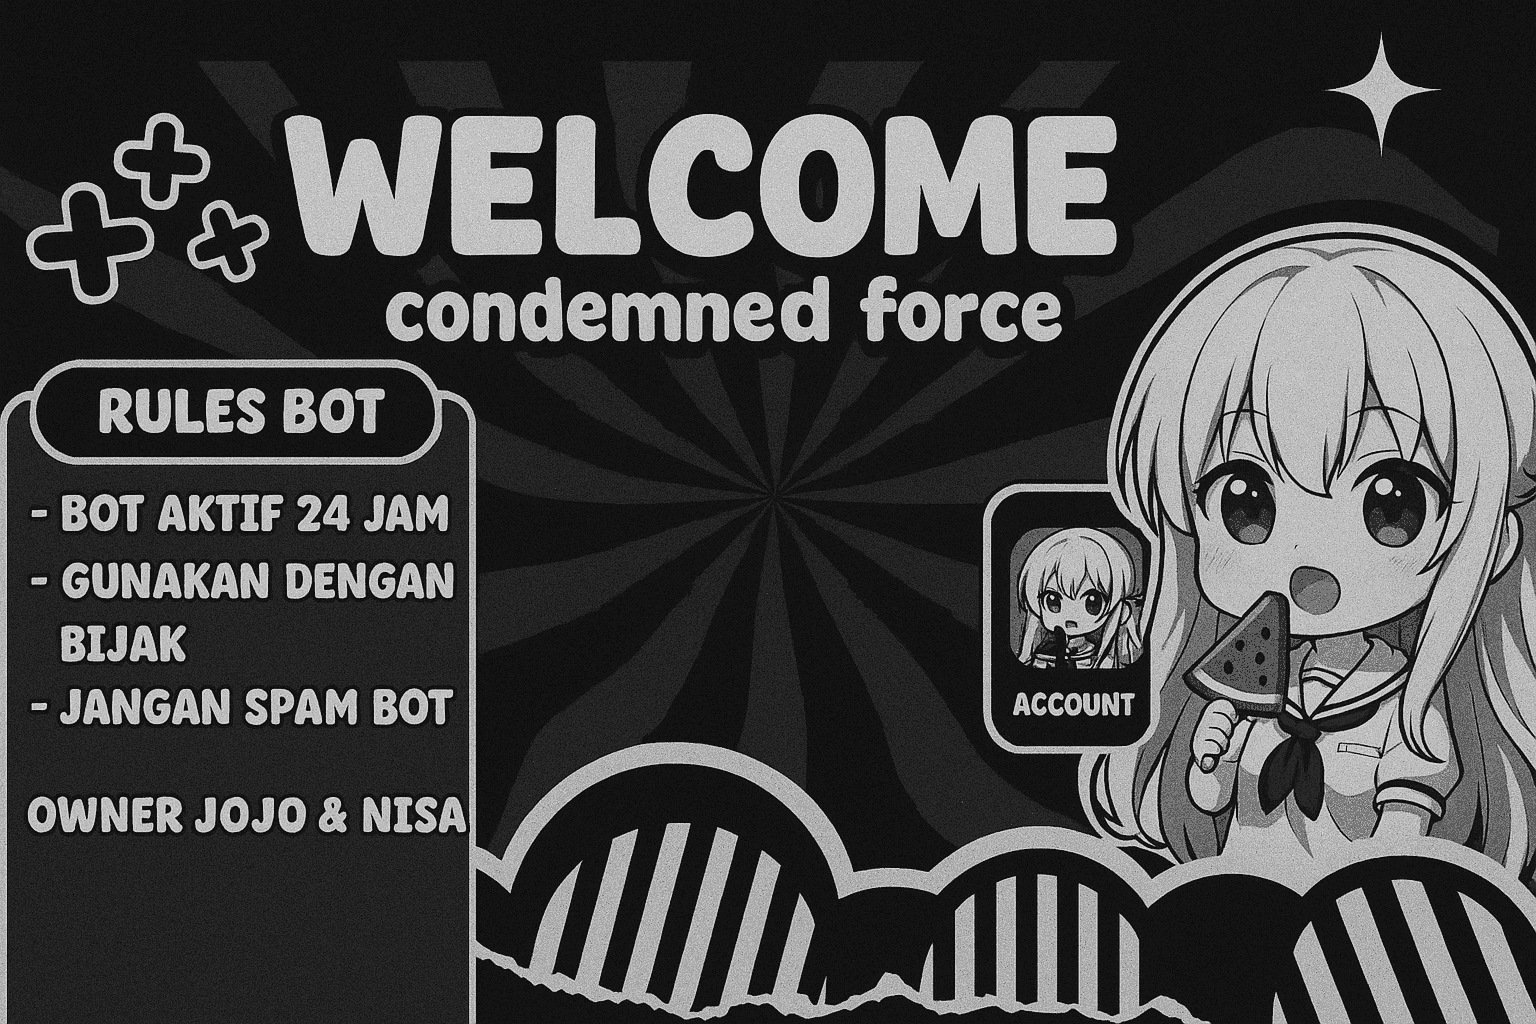 WELCOME
condemned force
RULES BOT
- BOT AKTIF 24 JAM
- GUNAKAN DENGAN
BIJAK
- JANGAN SPAM BOT
OWNER JOJO & NISA
ACCOUNT